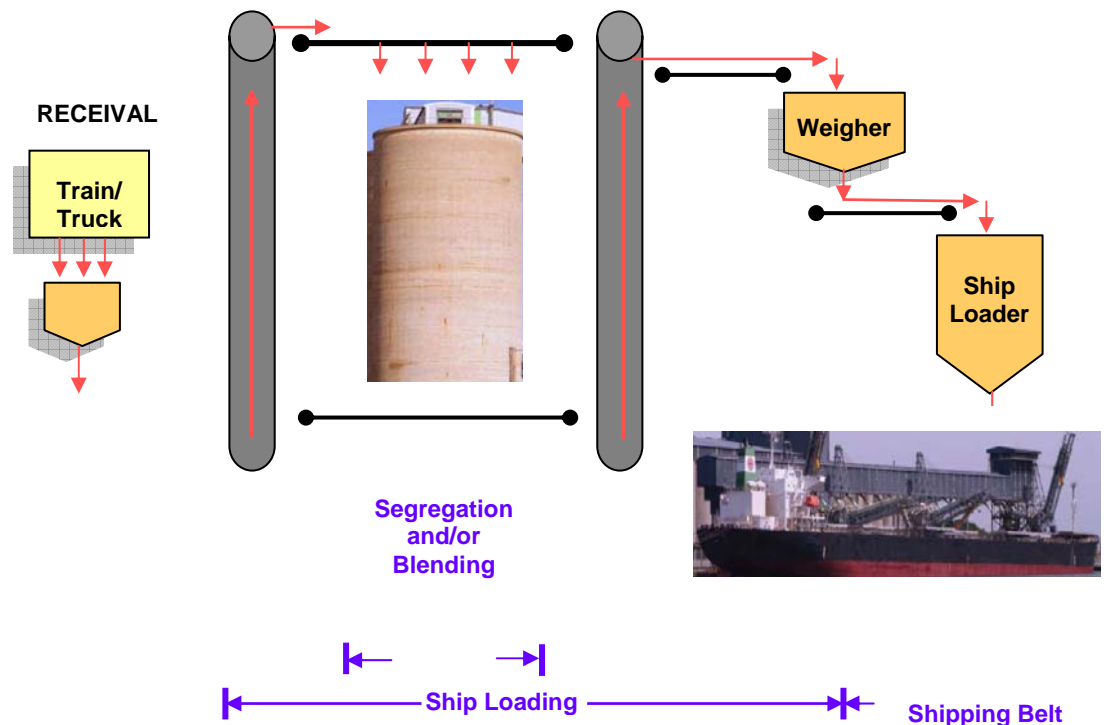 RECEIVAL
Train/
Truck
Weigher
Ship
Loader
Segregation
and/or
Blending
Ship Loading
Shipping Belt